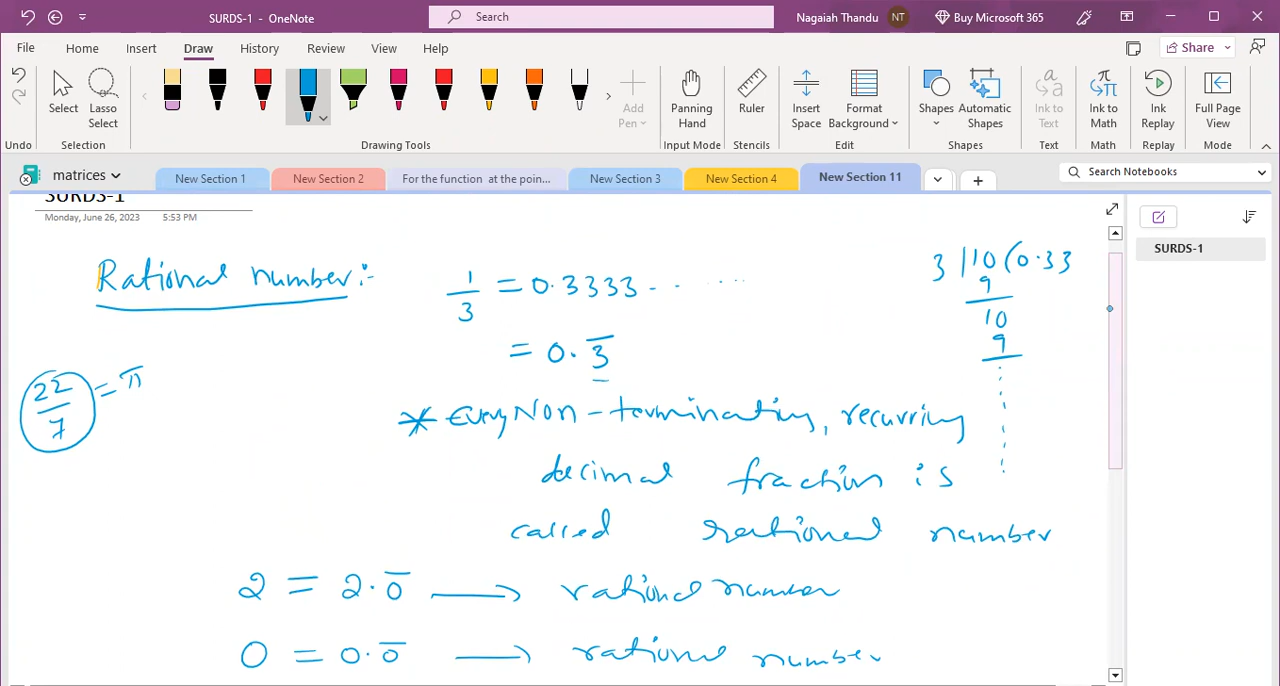 SURDS-1 - OneNote
Search
Nagaiah Thandu
NT
Buy Microsoft 365
File Home Insert Draw History Review View Help
Share
Select
Lasso Select
Add Pen
Panning Hand
Ruler
Insert Space
Format Background
Shapes
Automatic Shapes
Ink to Text
Ink to Math
Ink Replay
Full Page View
Undo Selection Drawing Tools Input Mode Stencils Edit Shapes Text Math Replay Mode
matrices
New Section 1 New Section 2 For the function at the poin... New Section 3 New Section 4 New Section 11
Search Notebooks
SURDS-1
SURDS-1
Monday, June 26, 2023 5:53 PM
Rational number:-
1/3 = 0.3333........
= 0.3̅
3 | 10 ( 0.33
9
10
9
22/7 = π
* Every Non-terminating, recurring
decimal fraction is
called rational number
2 = 2.0̅ ⟶ rational number
0 = 0.0̅ ⟶ rational number